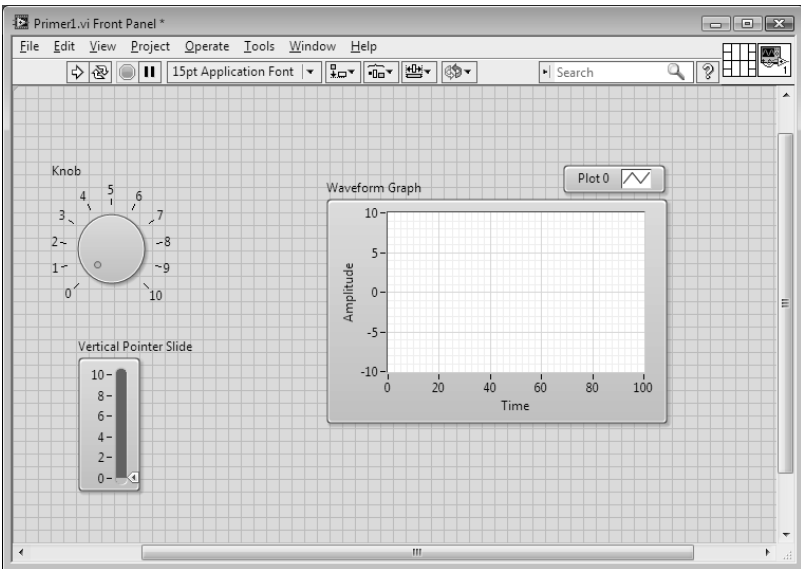 Primer1.vi Front Panel *
File Edit View Project Operate Tools Window Help
15pt Application Font
Search
?
1
Knob
0 1 2 3 4 5 6 7 8 9 10
Waveform Graph
Plot 0
Amplitude
10
5
0
-5
-10
0 20 40 60 80 100
Time
Vertical Pointer Slide
10
8
6
4
2
0